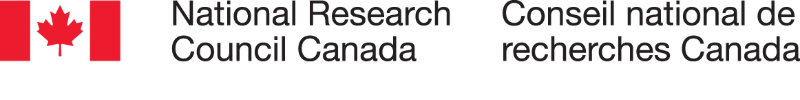 National Research
Council Canada
Conseil national de
recherches Canada